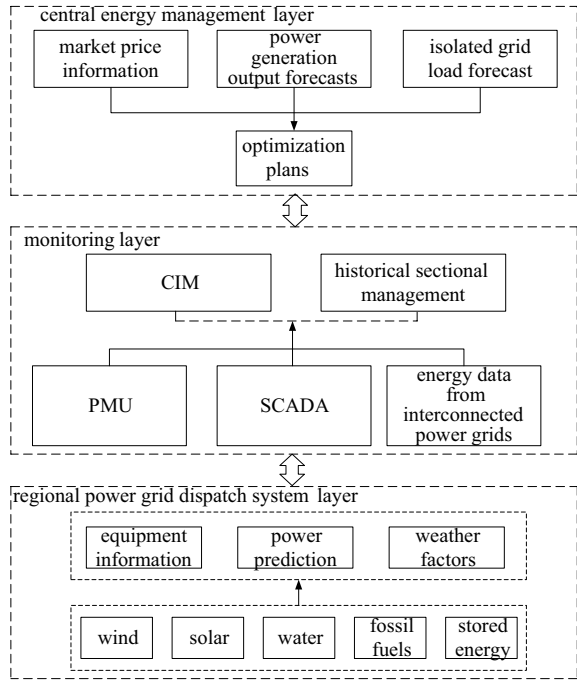 central energy management layer
market price
information
power
generation
output forecasts
isolated grid
load forecast
optimization
plans
monitoring layer
CIM
historical sectional
management
PMU
SCADA
energy data
from
interconnected
power grids
regional power grid dispatch system layer
equipment
information
power
prediction
weather
factors
wind
solar
water
fossil
fuels
stored
energy